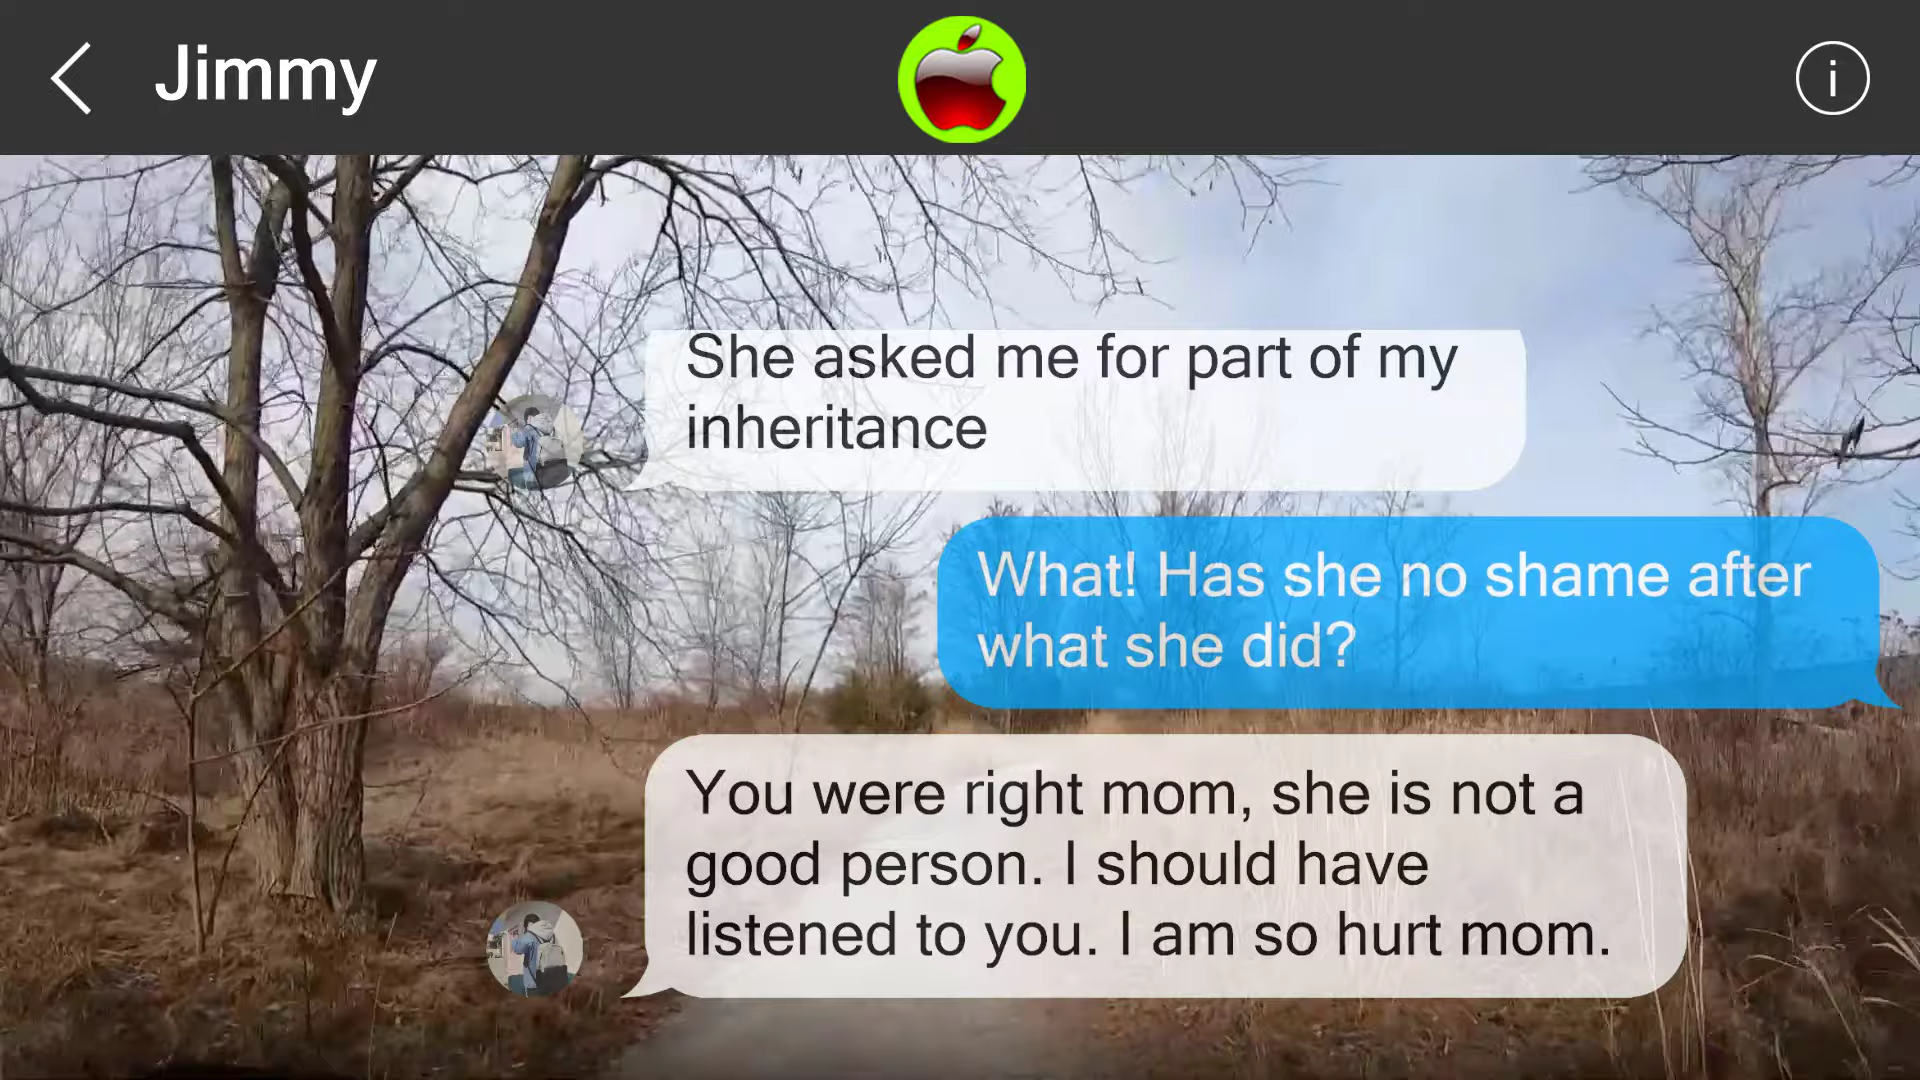 Jimmy
She asked me for part of my
inheritance
What! Has she no shame after
what she did?
You were right mom, she is not a
good person. I should have
listened to you. I am so hurt mom.